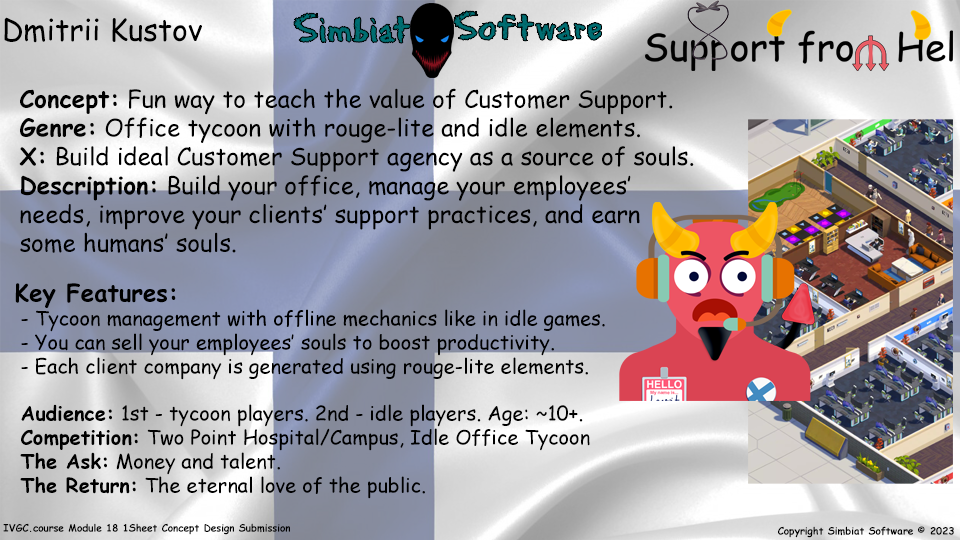 Dmitrii Kustov
Simbiat Software
Support from Hel
Concept: Fun way to teach the value of Customer Support.
Genre: Office tycoon with rouge-lite and idle elements.
X: Build ideal Customer Support agency as a source of souls.
Description: Build your office, manage your employees'
needs, improve your clients' support practices, and earn
some humans' souls.
Key Features:
- Tycoon management with offline mechanics like in idle games.
- You can sell your employees' souls to boost productivity.
- Each client company is generated using rouge-lite elements.
HELLO
My name is...
Audience: 1st - tycoon players. 2nd - idle players. Age: ~10+.
Competition: Two Point Hospital/Campus, Idle Office Tycoon
The Ask: Money and talent.
The Return: The eternal love of the public.
IVGC.course Module 18 1Sheet Concept Design Submission
Copyright Simbiat Software © 2023